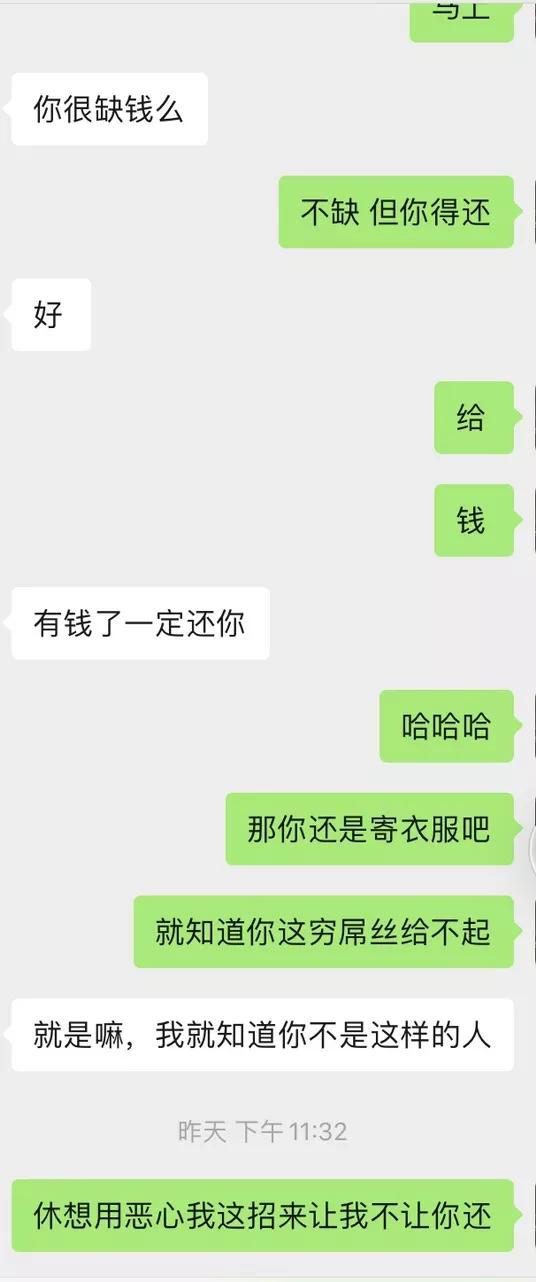 马上
你很缺钱么
不缺 但你得还
好
给
钱
有钱了一定还你
哈哈哈
那你还是寄衣服吧
就知道你这穷屌丝给不起
就是嘛，我就知道你不是这样的人
昨天 下午 11:32
休想用恶心我这招来让我不让你还